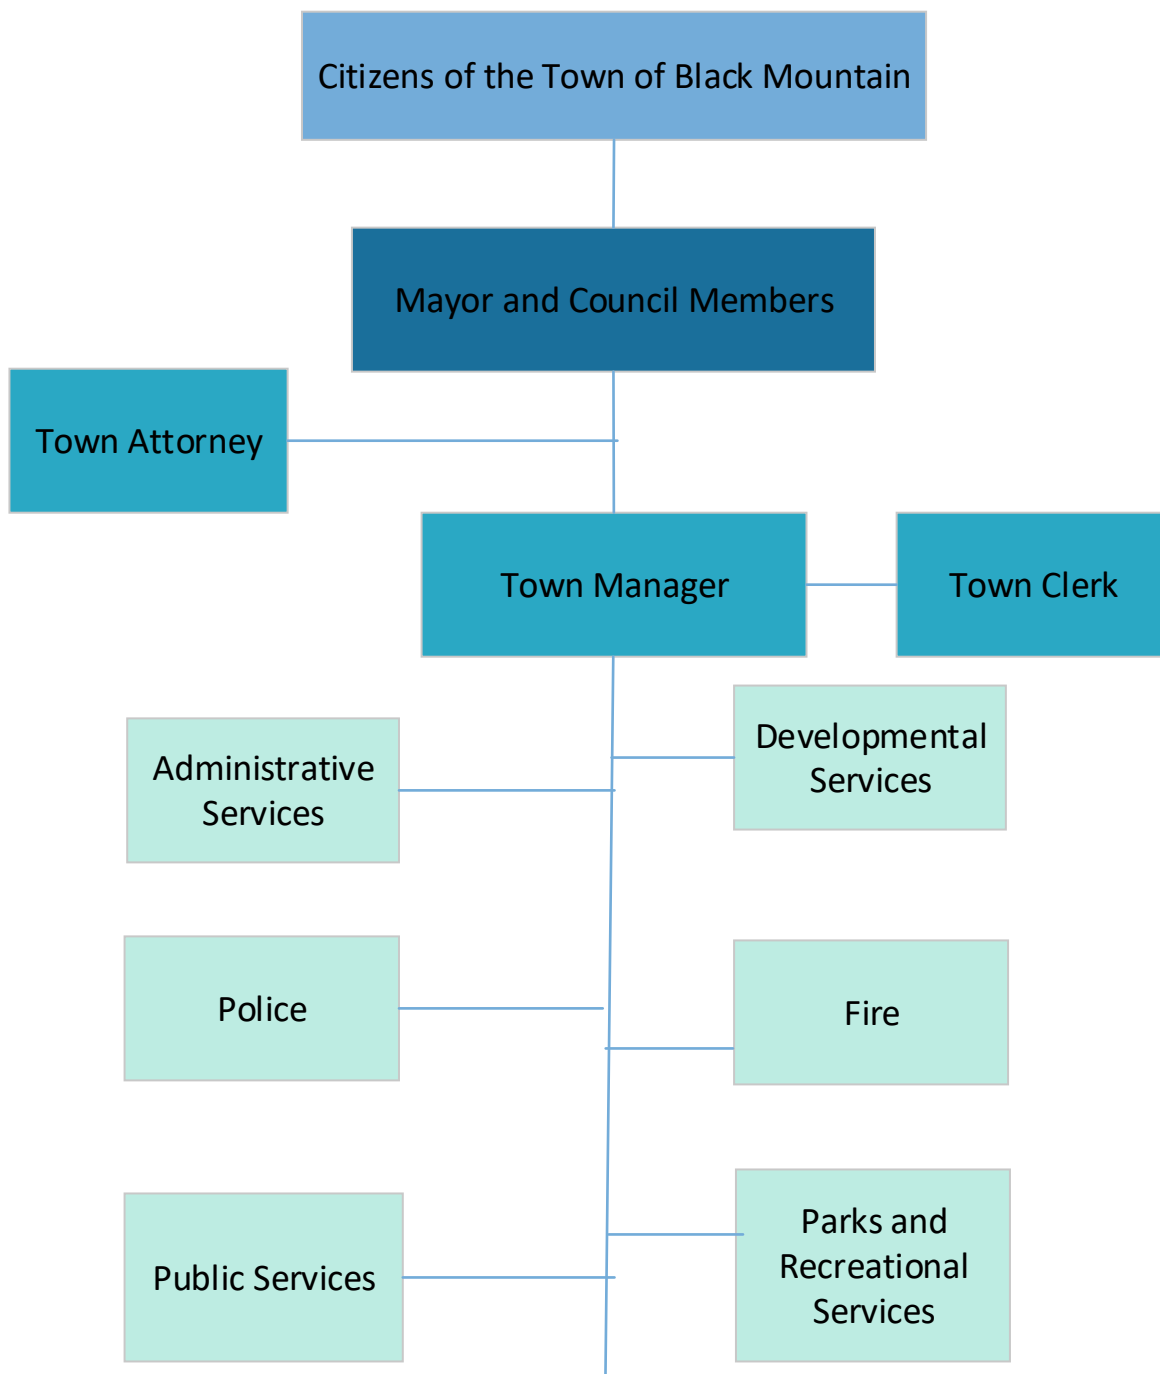 Citizens of the Town of Black Mountain
Mayor and Council Members
Town Attorney
Town Manager
Town Clerk
Administrative
Services
Developmental
Services
Police
Fire
Public Services
Parks and
Recreational
Services